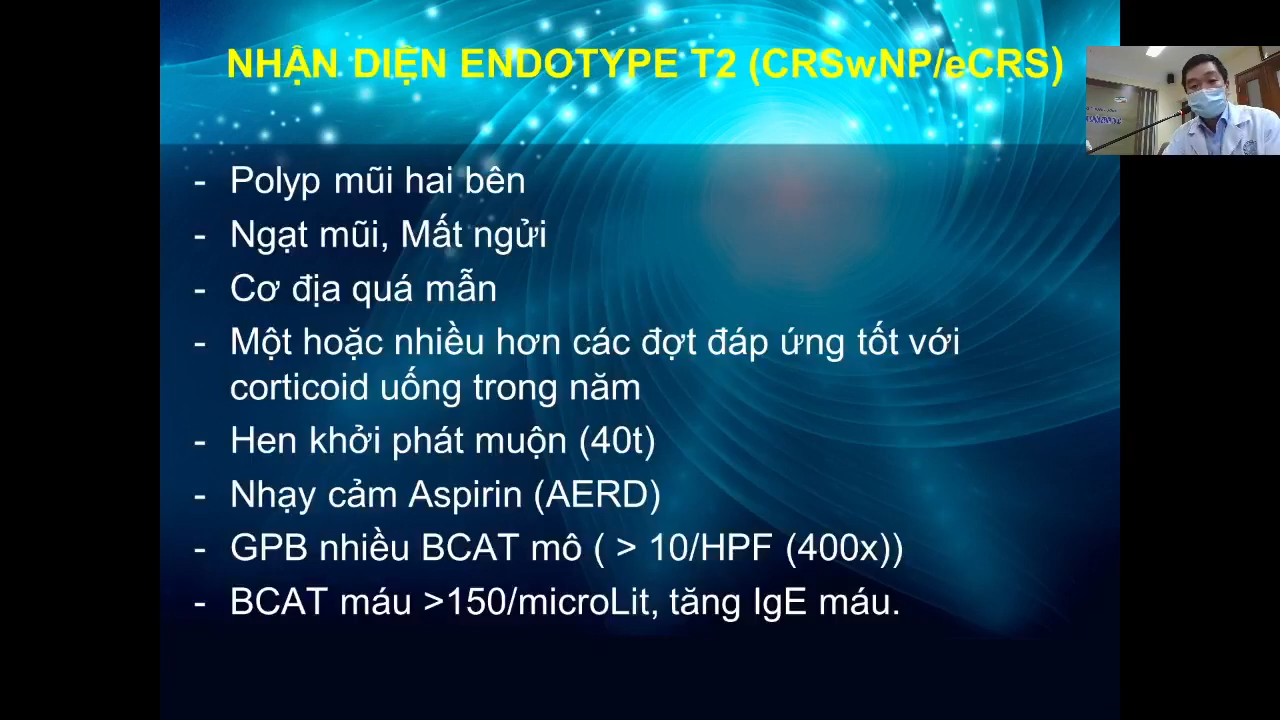 NHẬN DIỆN ENDOTYPE T2 (CRSwNP/eCRS)
- Polyp mũi hai bên
- Ngạt mũi, Mất ngửi
- Cơ địa quá mẫn
- Một hoặc nhiều hơn các đợt đáp ứng tốt với
corticoid uống trong năm
- Hen khởi phát muộn (40t)
- Nhạy cảm Aspirin (AERD)
- GPB nhiều BCAT mô ( > 10/HPF (400x))
- BCAT máu >150/microLit, tăng IgE máu.